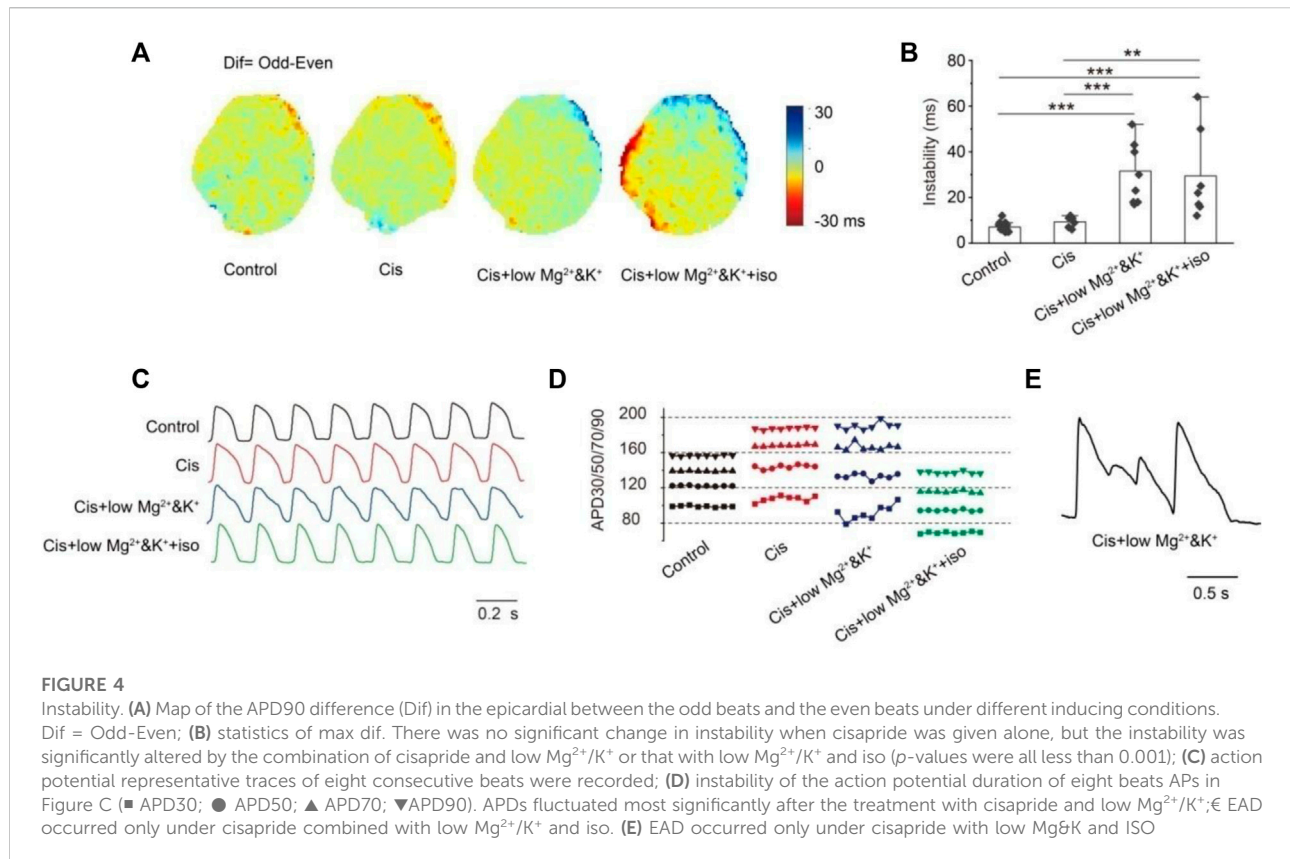 A
Dif= Odd-Even
30
0
-30 ms
Control
Cis
Cis+low Mg²⁺&K⁺
Cis+low Mg²⁺&K⁺+iso
B
**
***
***
***
80
60
40
20
0
Instability (ms)
Control
Cis
Cis+low Mg²⁺&K⁺
Cis+low Mg²⁺&K⁺+iso
C
Control
Cis
Cis+low Mg²⁺&K⁺
Cis+low Mg²⁺&K⁺+iso
0.2 s
D
200
160
120
80
APD30/50/70/90
Control
Cis
Cis+low Mg²⁺&K⁺
Cis+low Mg²⁺&K⁺+iso
E
Cis+low Mg²⁺&K⁺
0.5 s
FIGURE 4
Instability. (A) Map of the APD90 difference (Dif) in the epicardial between the odd beats and the even beats under different inducing conditions.
Dif = Odd-Even; (B) statistics of max dif. There was no significant change in instability when cisapride was given alone, but the instability was
significantly altered by the combination of cisapride and low Mg²⁺/K⁺ or that with low Mg²⁺/K⁺ and iso (p-values were all less than 0.001); (C) action
potential representative traces of eight consecutive beats were recorded; (D) instability of the action potential duration of eight beats APs in
Figure C (■ APD30; ● APD50; ▲ APD70; ▼APD90). APDs fluctuated most significantly after the treatment with cisapride and low Mg²⁺/K⁺;€ EAD
occurred only under cisapride combined with low Mg²⁺/K⁺ and iso. (E) EAD occurred only under cisapride with low Mg&K and ISO